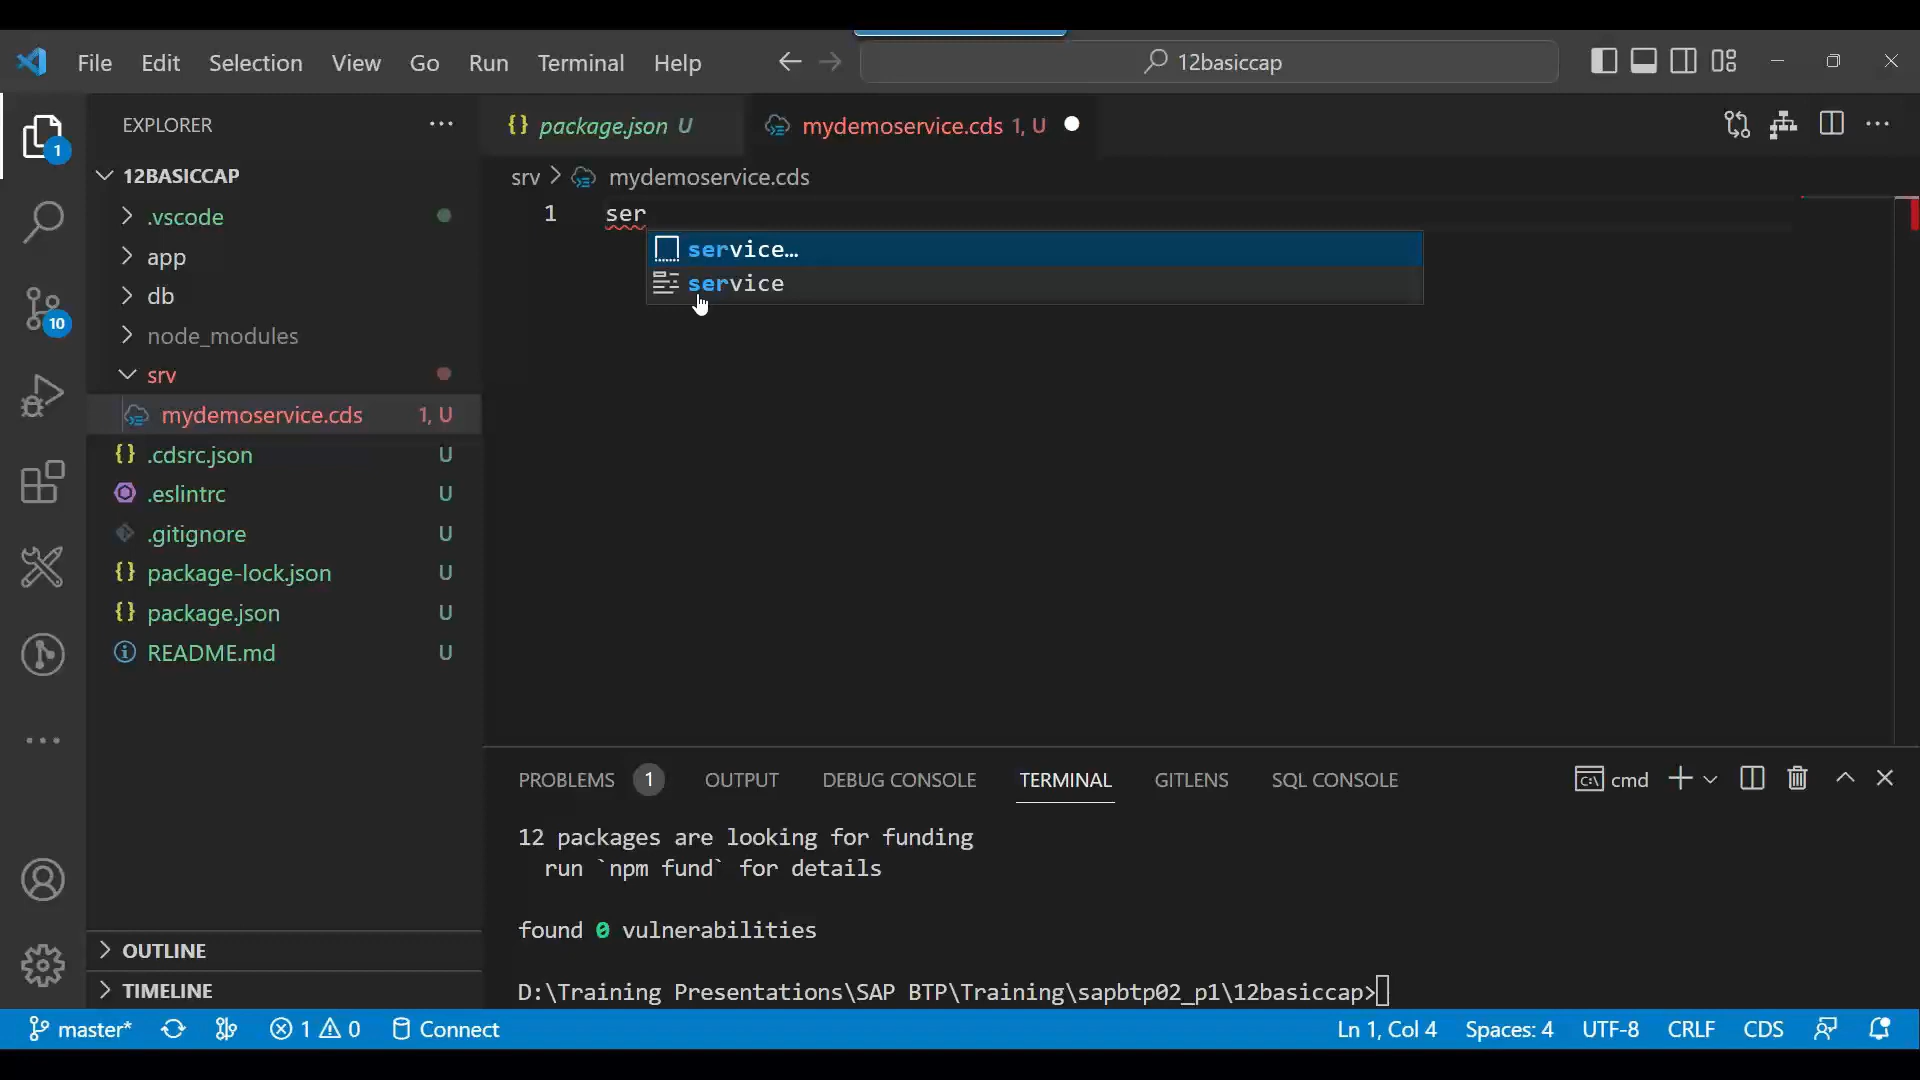 File Edit Selection View Go Run Terminal Help 12basiccap
EXPLORER
12BASICCAP
.vscode
app
db
node_modules
srv
mydemoservice.cds 1, U
.cdsrc.json U
.eslintrc U
.gitignore U
package-lock.json U
package.json U
README.md U
OUTLINE
TIMELINE
1
10
{} package.json U
mydemoservice.cds 1, U
srv > mydemoservice.cds
1 ser
service…
service
PROBLEMS 1 OUTPUT DEBUG CONSOLE TERMINAL GITLENS SQL CONSOLE cmd
12 packages are looking for funding
run `npm fund` for details
found 0 vulnerabilities
D:\Training Presentations\SAP BTP\Training\sapbtp02_p1\12basiccap>
master* 1 0 Connect Ln 1, Col 4 Spaces: 4 UTF-8 CRLF CDS